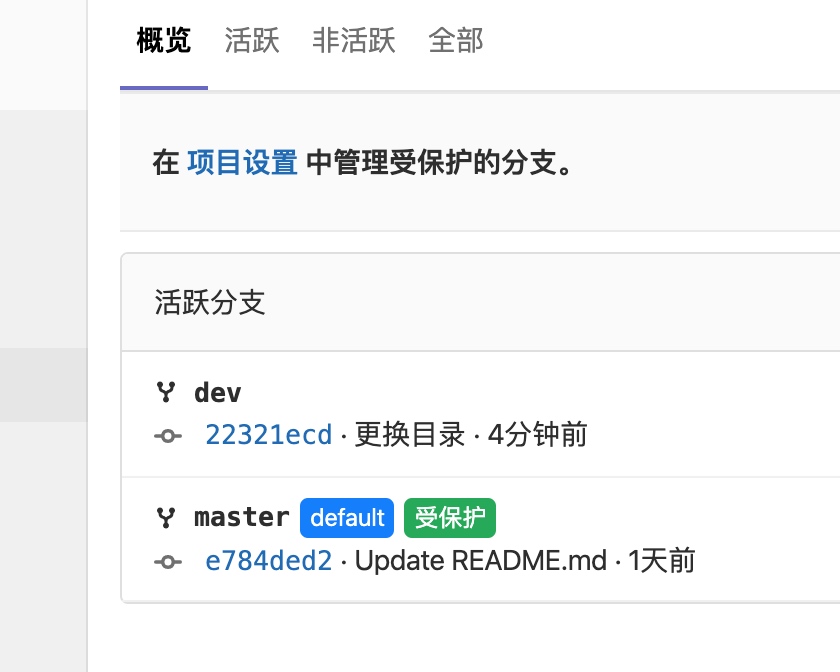 概览 活跃 非活跃 全部
在 项目设置 中管理受保护的分支。
活跃分支
dev
22321ecd · 更换目录 · 4分钟前
master default 受保护
e784ded2 · Update README.md · 1天前